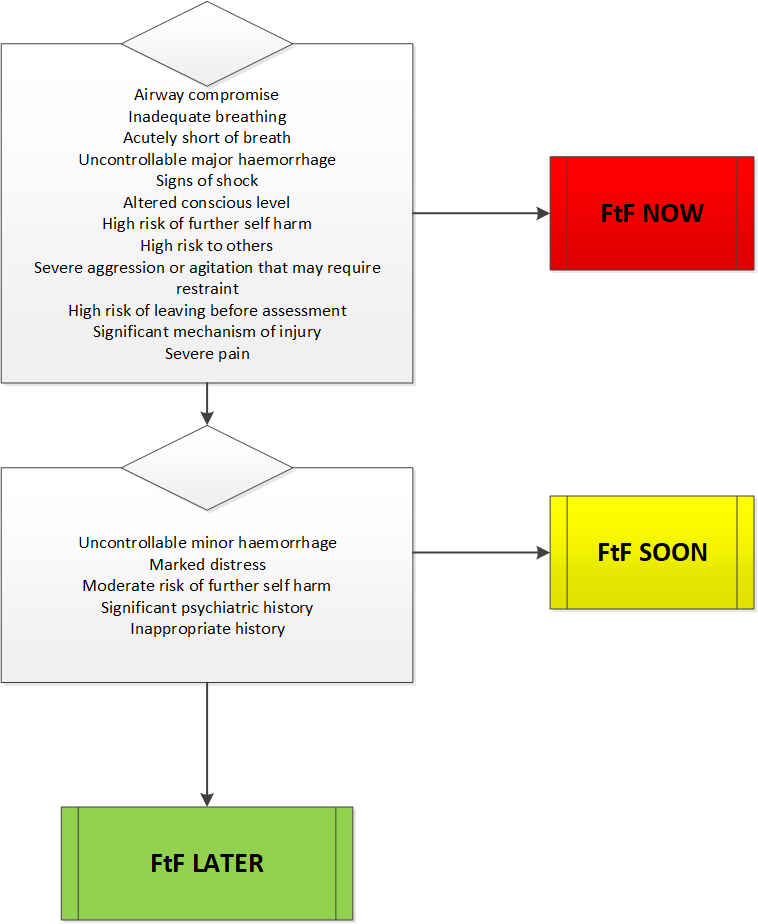 Airway compromise
Inadequate breathing
Acutely short of breath
Uncontrollable major haemorrhage
Signs of shock
Altered conscious level
High risk of further self harm
High risk to others
Severe aggression or agitation that may require
restraint
High risk of leaving before assessment
Significant mechanism of injury
Severe pain
FtF NOW
Uncontrollable minor haemorrhage
Marked distress
Moderate risk of further self harm
Significant psychiatric history
Inappropriate history
FtF SOON
FtF LATER